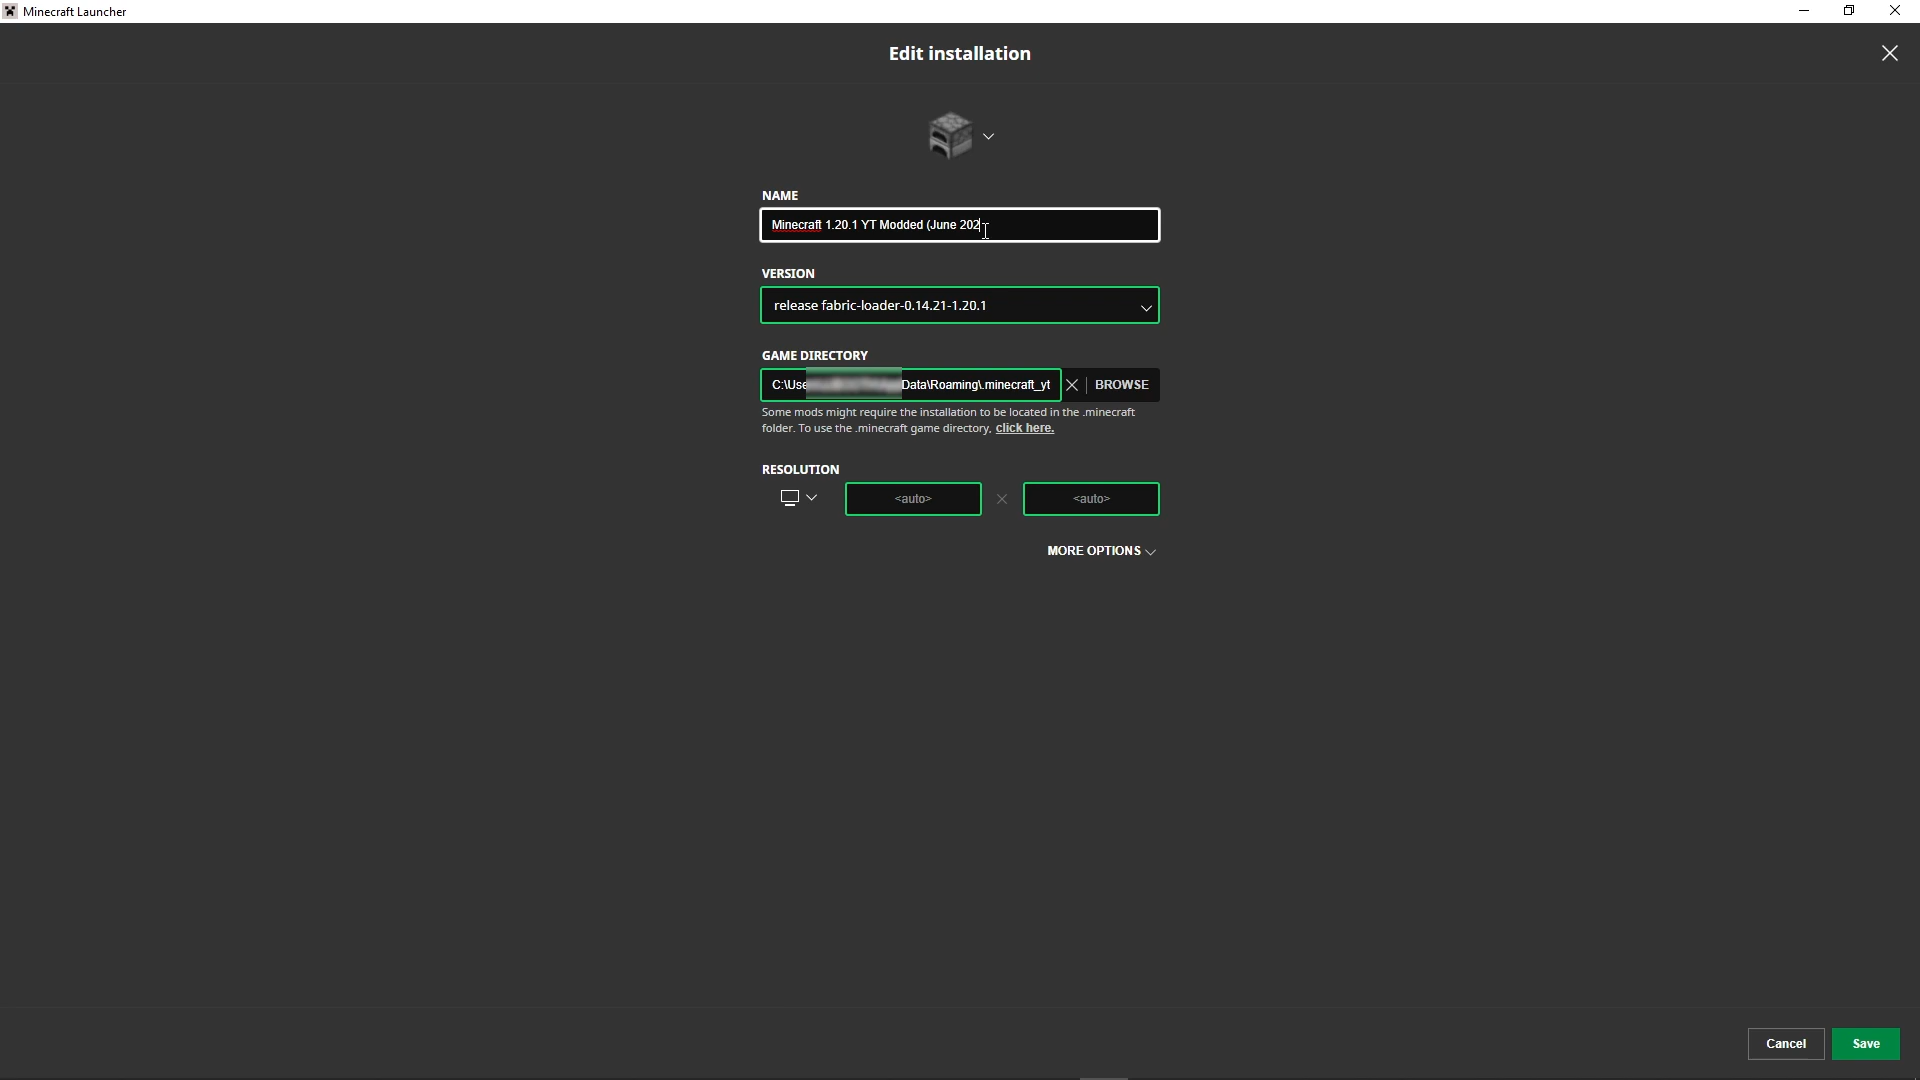 Minecraft Launcher
Edit installation
NAME
Minecraft 1.20.1 YT Modded (June 202
VERSION
release fabric-loader-0.14.21-1.20.1
GAME DIRECTORY
C:\Use Data\Roaming\.minecraft_yt BROWSE
Some mods might require the installation to be located in the .minecraft
folder. To use the .minecraft game directory, click here.
RESOLUTION
<auto> <auto>
MORE OPTIONS
Cancel Save